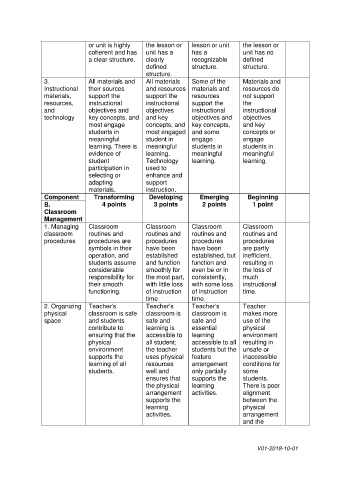 or unit is highly
coherent and has
a clear structure.
the lesson or
unit has a
clearly
defined
structure.
lesson or unit
has a
recognizable
structure.
the lesson or
unit has no
defined
structure.
3.
Instructional
materials,
resources,
and
technology
All materials and
their sources
support the
instructional
objectives and
key concepts, and
most engage
students in
meaningful
learning. There is
evidence of
student
participation in
selecting or
adapting
materials.
All materials
and resources
support the
instructional
objectives
and key
concepts, and
most engaged
student in
meaningful
learning.
Technology
used to
enhance and
support
instruction.
Some of the
materials and
resources
support the
instructional
objectives and
key concepts,
and some
engage
students in
meaningful
learning.
Materials and
resources do
not support
the
instructional
objectives
and key
concepts or
engage
students in
meaningful
learning.
Component
Transforming
Developing
Emerging
Beginning
B.
Classroom
Management
4 points
3 points
2 points
1 point
1. Managing
classroom
procedures
Classroom
routines and
procedures are
symbols in their
operation, and
students assume
considerable
responsibility for
their smooth
functioning.
Classroom
routines and
procedures
have been
established
and function
smoothly for
the most part,
with little loss
of instruction
time.
Classroom
routines and
procedures
have been
established, but
function and
even be or in
consistently,
with some loss
of instruction
time.
Classroom
routines and
procedures
are partly
inefficient,
resulting in
the loss of
much
instructional
time.
2. Organizing
physical
space
Teacher's
classroom is safe
and students
contribute to
ensuring that the
physical
environment
supports the
learning of all
students.
Teacher's
classroom is
safe and
learning is
accessible to
all student;
the teacher
uses physical
resources
well and
ensures that
the physical
arrangement
supports the
learning
activities.
Teacher's
classroom is
safe and
essential
learning
accessible to all
students but the
feature
arrangement
only partially
supports the
learning
activities.
Teacher
makes more
use of the
physical
environment
resulting in
unsafe or
inaccessible
conditions for
some
students.
There is poor
alignment
between the
physical
arrangement
and the
V01-2018-10-01